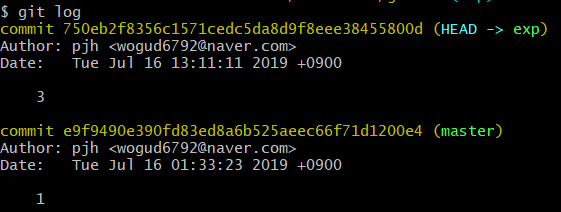 $ git log
commit 750eb2f8356c1571cedc5da8d9f8eee38455800d (HEAD -> exp)
Author: pjh <wogud6792@naver.com>
Date:   Tue Jul 16 13:11:11 2019 +0900
3
commit e9f9490e390fd83ed8a6b525aeec66f71d1200e4 (master)
Author: pjh <wogud6792@naver.com>
Date:   Tue Jul 16 01:33:23 2019 +0900
1